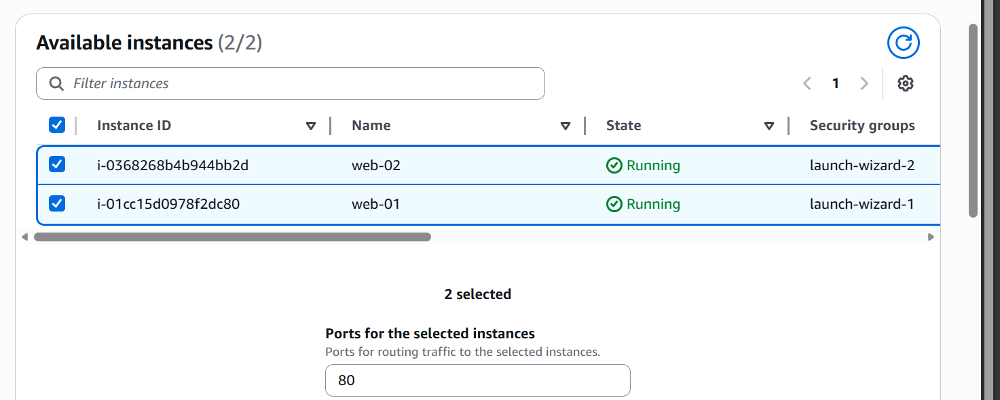 Available instances (2/2)
Filter instances
1
Instance ID Name State Security groups
i-0368268b4b944bb2d web-02 Running launch-wizard-2
i-01cc15d0978f2dc80 web-01 Running launch-wizard-1
2 selected
Ports for the selected instances
Ports for routing traffic to the selected instances.
80